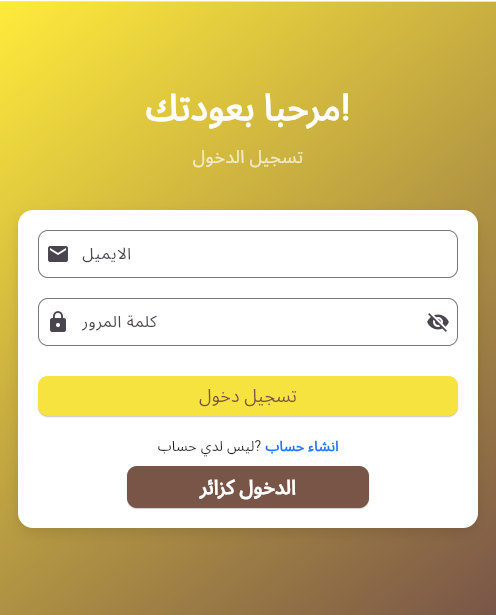 مرحبا بعودتك!
تسجيل الدخول
الايميل
كلمة المرور
تسجيل دخول
ليس لدي حساب? انشاء حساب
الدخول كزائر